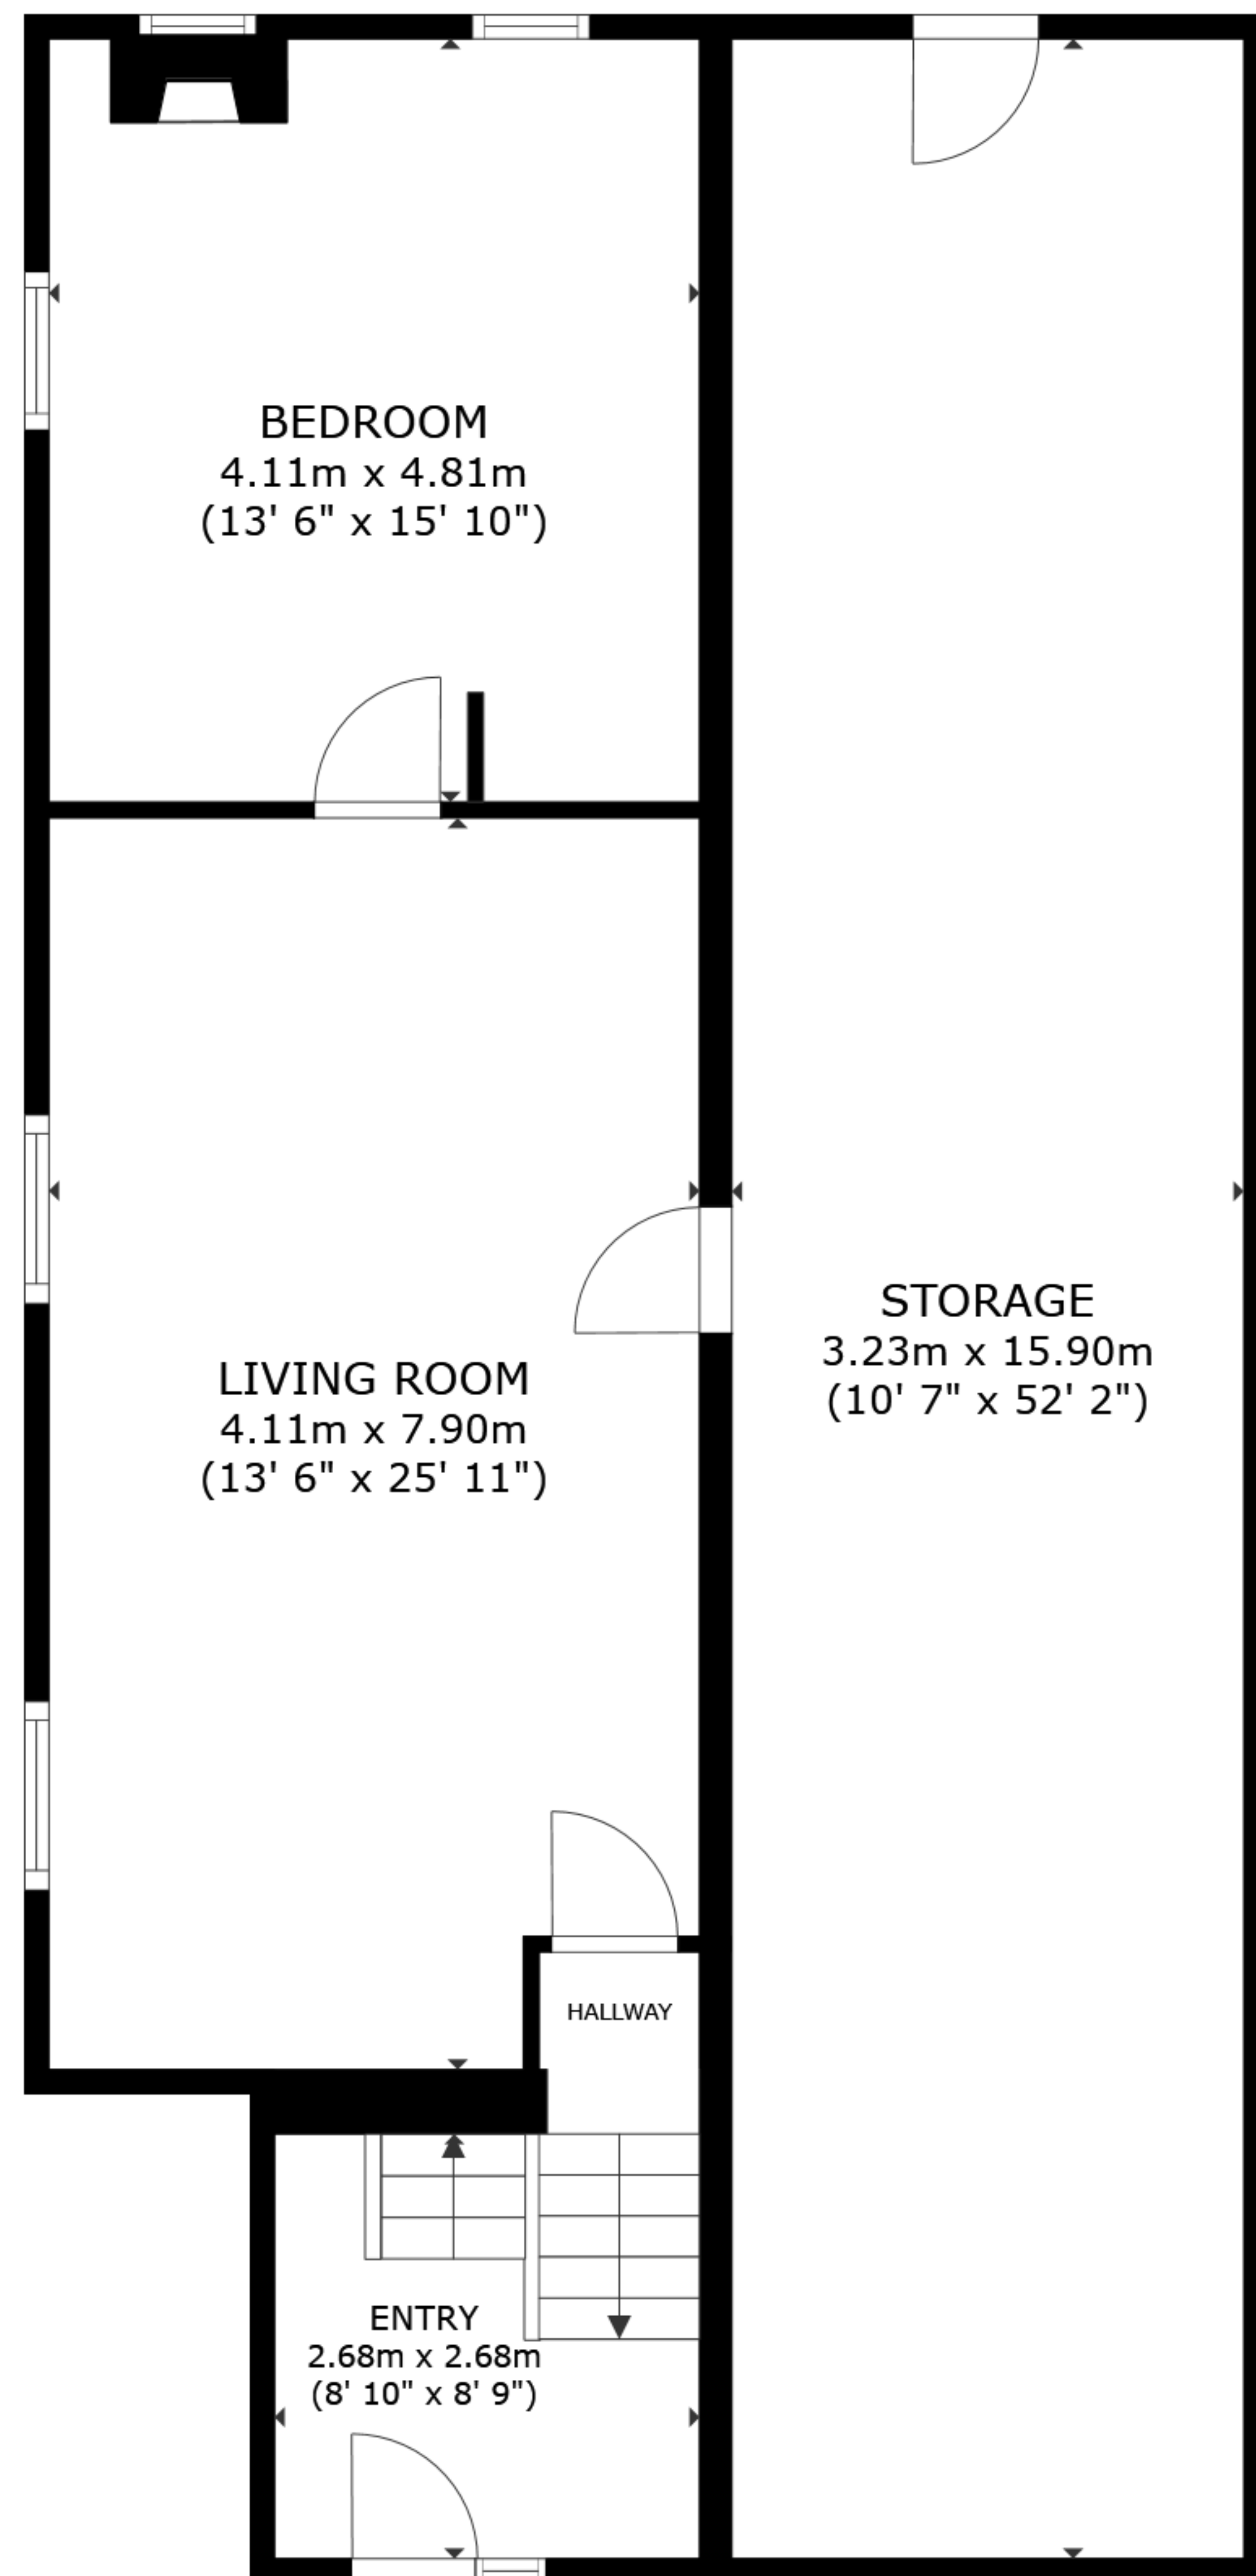 BEDROOM
4.11m x 4.81m
(13' 6" x 15' 10")
STORAGE
3.23m x 15.90m
(10' 7" x 52' 2")
LIVING ROOM
4.11m x 7.90m
(13' 6" x 25' 11")
HALLWAY
ENTRY
2.68m x 2.68m
(8' 10" x 8' 9")